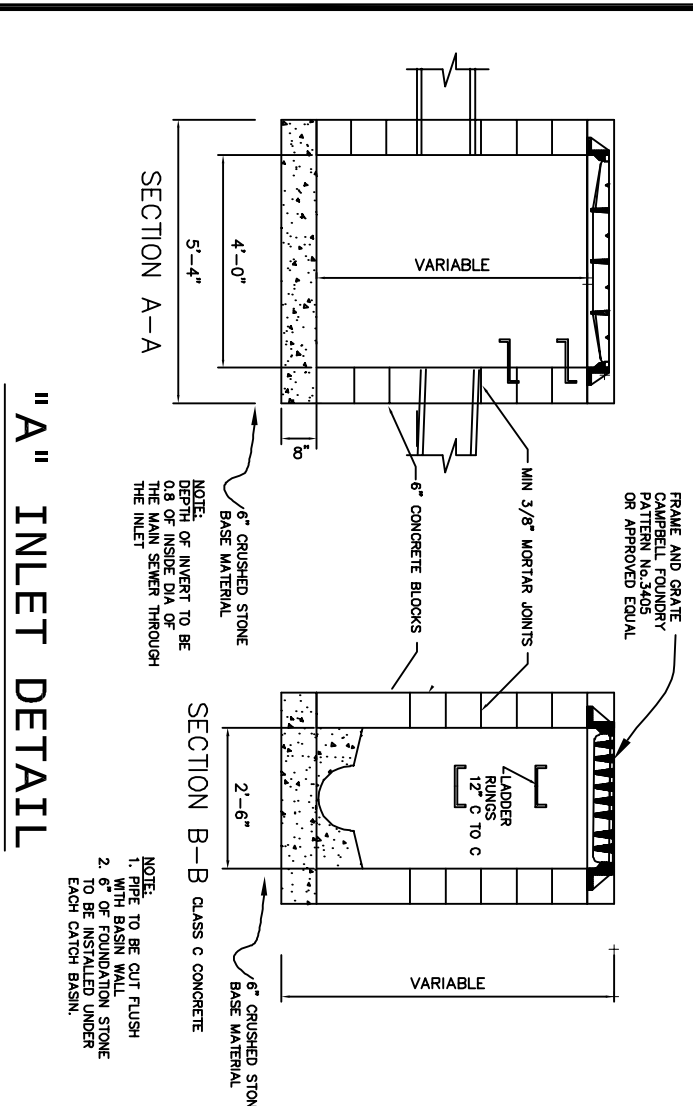 FRAME AND GRATE
CAMPBELL FOUNDRY
PATTERN No.3405
OR APPROVED EQUAL
VARIABLE
4'-0"
5'-4"
SECTION A-A
8"
MIN 3/8" MORTAR JOINTS
6" CONCRETE BLOCKS
6" CRUSHED STONE
BASE MATERIAL
NOTE:
DEPTH OF INVERT TO BE
0.8 OF INSIDE DIA OF
THE MAIN SEWER THROUGH
THE INLET
LADDER
RUNGS
12" C TO C
2'-6"
SECTION B-B
CLASS C CONCRETE
VARIABLE
6" CRUSHED STON
BASE MATERIAL
NOTE:
1. PIPE TO BE CUT FLUSH
WITH BASIN WALL
2. 6" OF FOUNDATION STONE
TO BE INSTALLED UNDER
EACH CATCH BASIN.
"A" INLET DETAIL